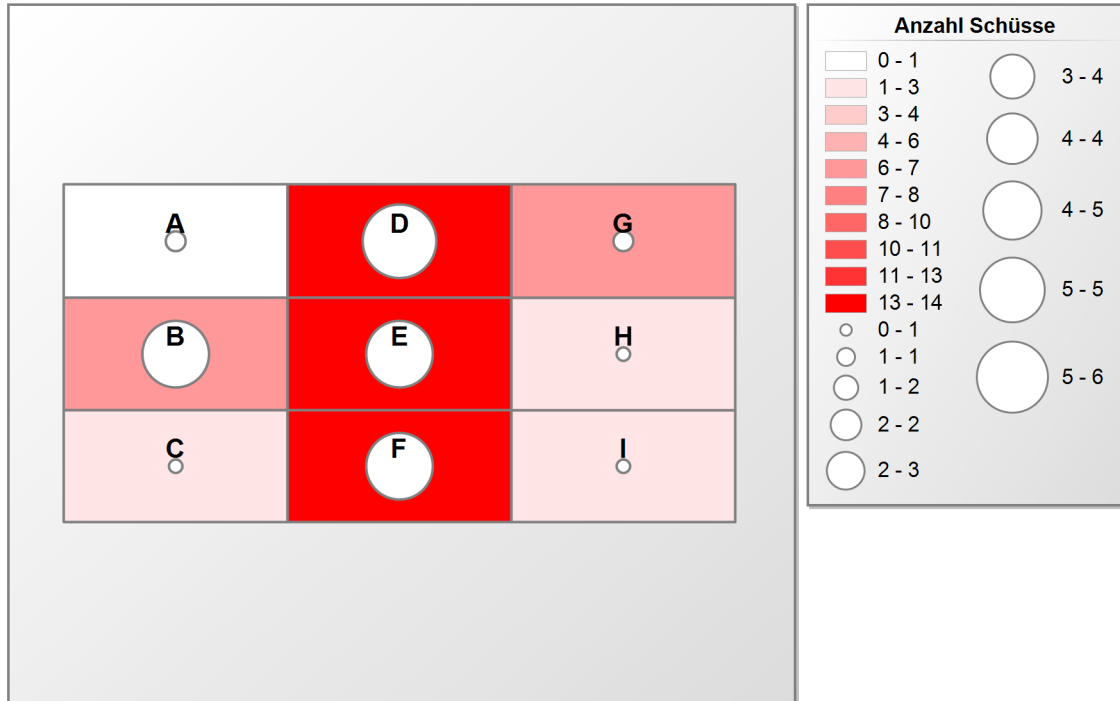 A
D
G
B
E
H
C
F
I
Anzahl Schüsse
0 - 1
1 - 3
3 - 4
4 - 6
6 - 7
7 - 8
8 - 10
10 - 11
11 - 13
13 - 14
0 - 1
1 - 1
1 - 2
2 - 2
2 - 3
3 - 4
4 - 4
4 - 5
5 - 5
5 - 6